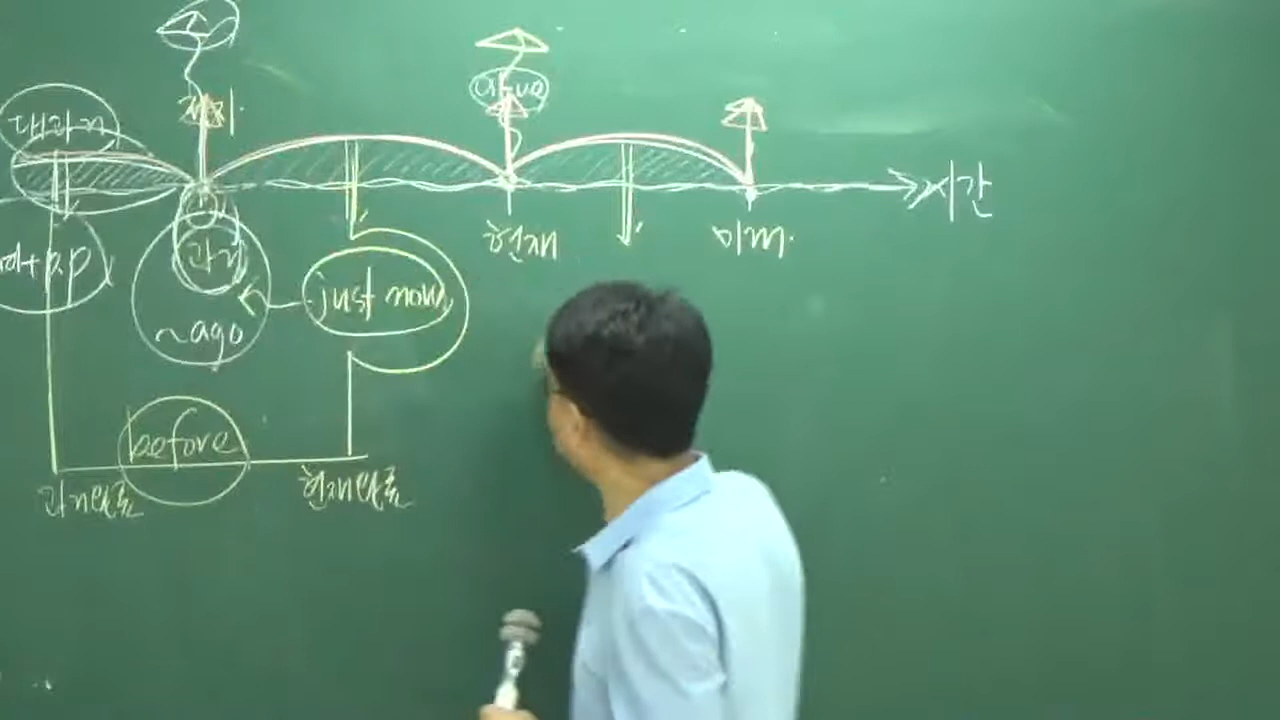 대과거
시간
현재
미래
had+pp
과거
just now
~ago
before
과거완료
현재완료